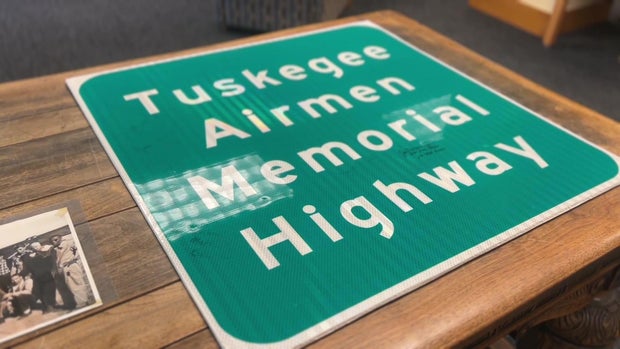 Tuskegee
Airmen
Memorial
Highway